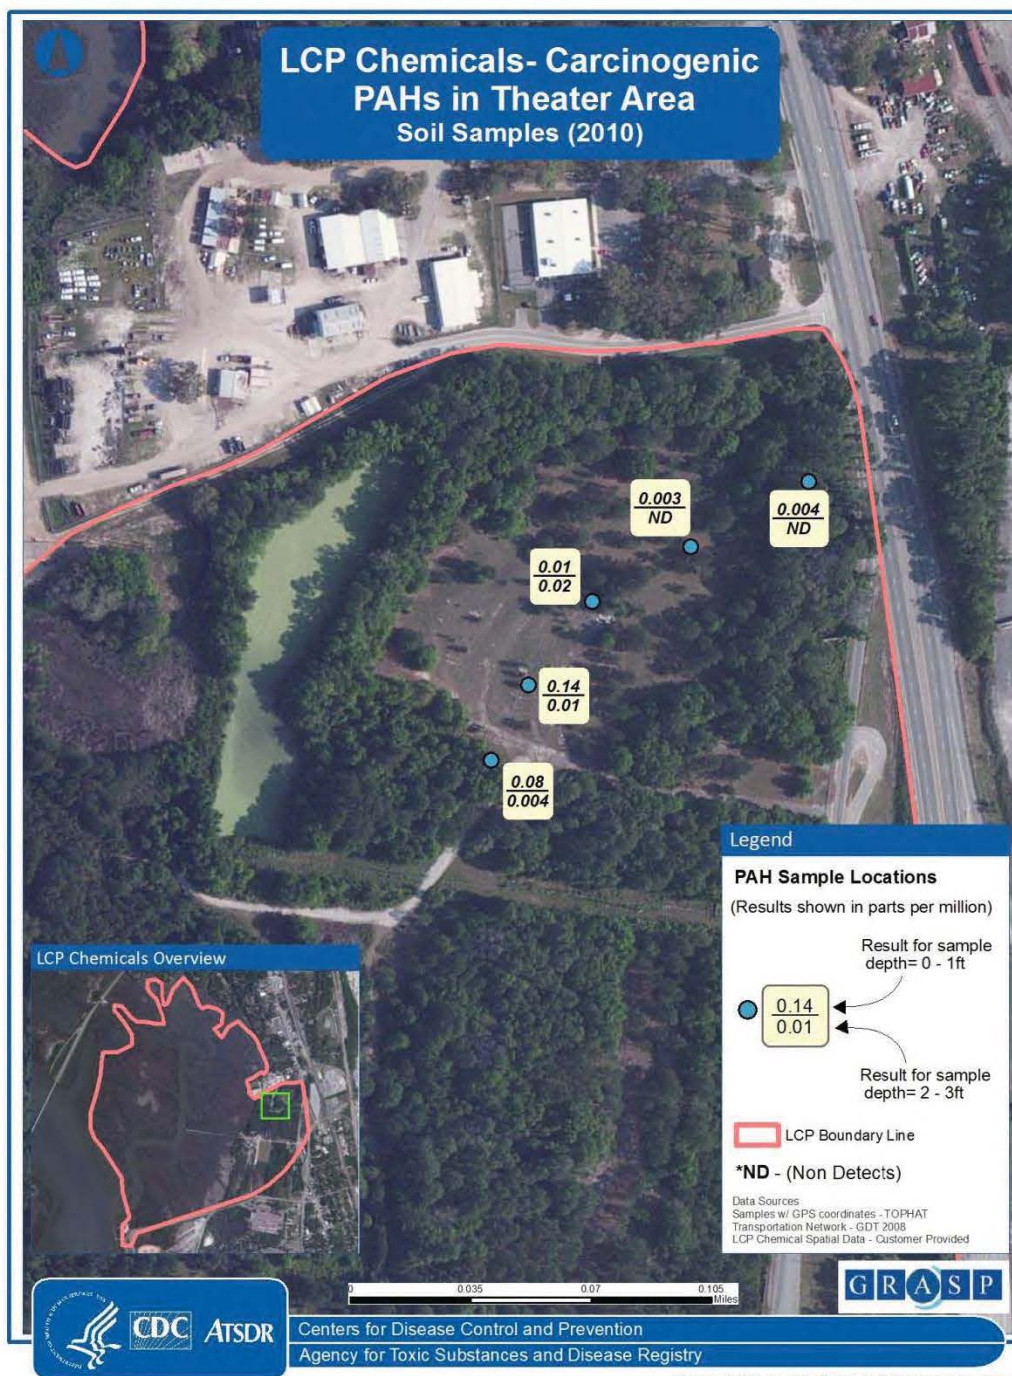 LCP Chemicals- Carcinogenic
PAHs in Theater Area
Soil Samples (2010)
0.003
ND
0.004
ND
0.01
0.02
0.14
0.01
0.08
0.004
Legend
PAH Sample Locations
(Results shown in parts per million)
Result for sample
depth= 0 - 1ft
0.14
0.01
Result for sample
depth= 2 - 3ft
LCP Boundary Line
*ND - (Non Detects)
Data Sources
Samples w/ GPS coordinates - TOPHAT
Transportation Network - GDT 2008
LCP Chemical Spatial Data - Customer Provided
LCP Chemicals Overview
0 0.035 0.07 0.105
Miles
GRASP
CDC ATSDR
Centers for Disease Control and Prevention
Agency for Toxic Substances and Disease Registry